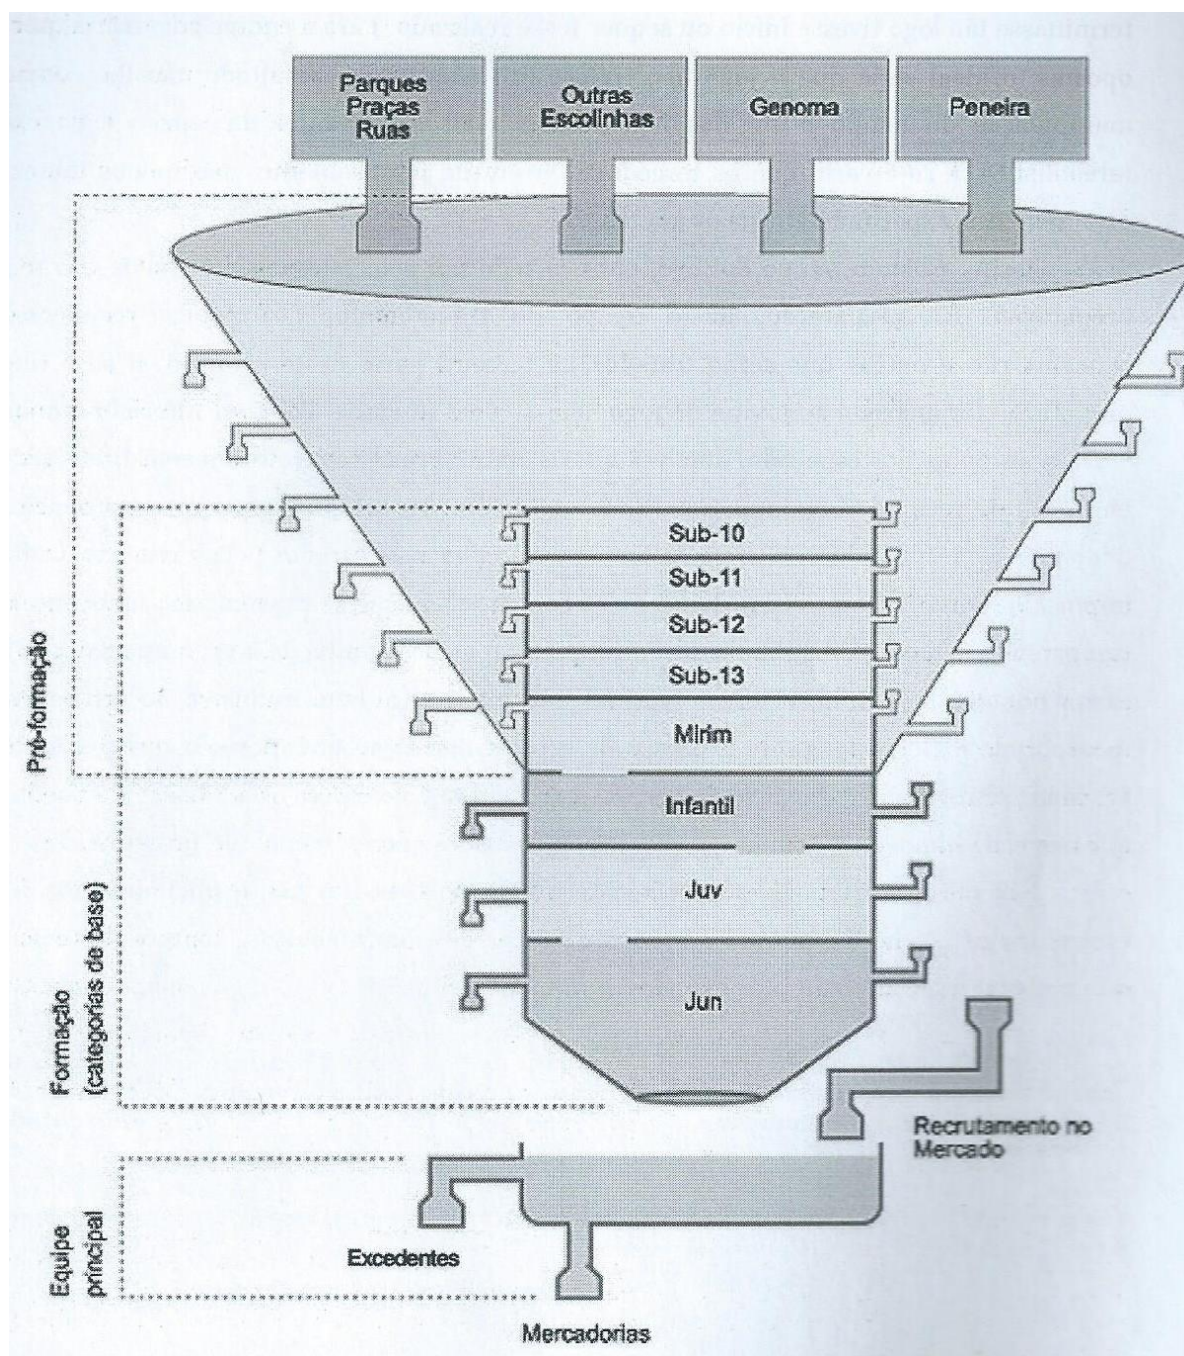 Parques
Praças
Ruas
Outras
Escolinhas
Genoma
Peneira
Sub-10
Sub-11
Sub-12
Sub-13
Mirim
Infantil
Juv
Jun
Pró-formação
Formação
(categorias de base)
Equipe
principal
Recrutamento no
Mercado
Excedentes
Mercadorias